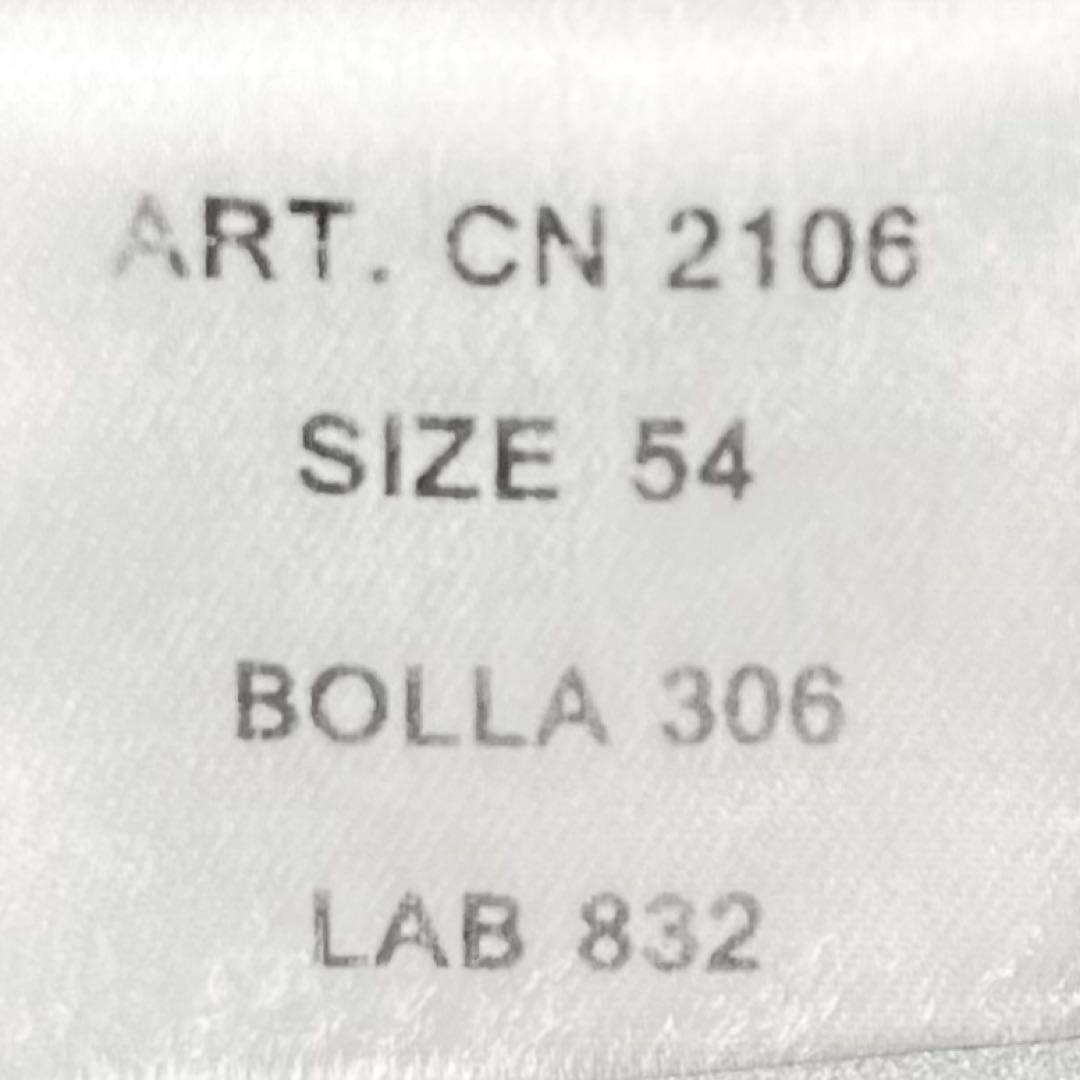 ART. CN 2106
SIZE 54
BOLLA 306
LAB 832